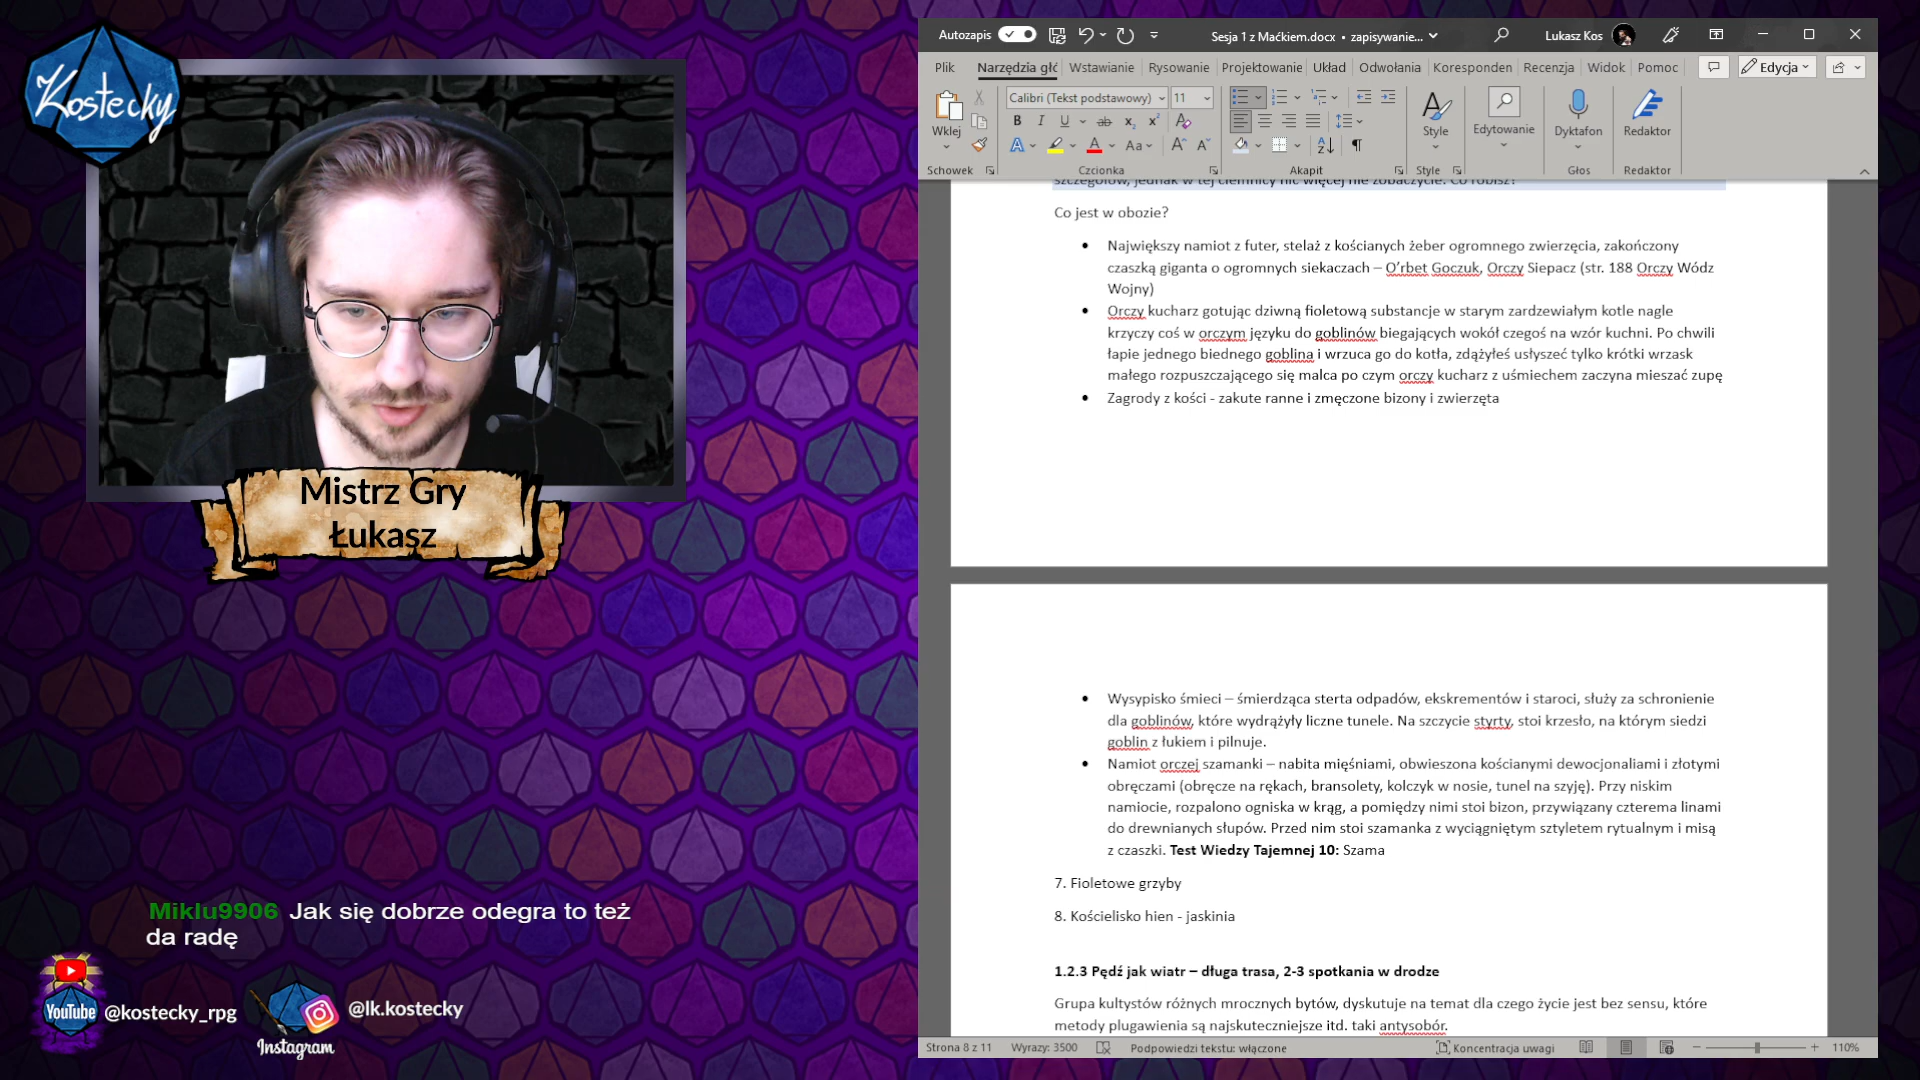 Kostecky
Mistrz Gry
Łukasz
Miklu9906 Jak się dobrze odegra to też
da radę
YouTube @kostecky_rpg
@lk.kostecky
Instagram
Autozapis
Sesja 1 z Maćkiem.docx • zapisywanie...
Lukasz Kos
Plik Narzędzia głć Wstawianie Rysowanie Projektowanie Układ Odwołania Koresponden Recenzja Widok Pomoc
Edycja
Calibri (Tekst podstawowy) 11
Wklej
Style
Edytowanie
Dyktafon
Redaktor
Schowek
Czcionka
Akapit
Style
Głos
Redaktor
szczegółów, jednak w tej ciemnicy nic więcej nie zobaczycie. Co robisz?
Co jest w obozie?
• Największy namiot z futer, stelaż z kościanych żeber ogromnego zwierzęcia, zakończony
czaszką giganta o ogromnych siekaczach – O’rbet Goczuk, Orczy Siepacz (str. 188 Orczy Wódz
Wojny)
• Orczy kucharz gotując dziwną fioletową substancje w starym zardzewiałym kotle nagle
krzyczy coś w orczym języku do goblinów biegających wokół czegoś na wzór kuchni. Po chwili
łapie jednego biednego goblina i wrzuca go do kotła, zdążyłeś usłyszeć tylko krótki wrzask
małego rozpuszczającego się malca po czym orczy kucharz z uśmiechem zaczyna mieszać zupę
• Zagrody z kości - zakute ranne i zmęczone bizony i zwierzęta
• Wysypisko śmieci – śmierdząca sterta odpadów, ekskrementów i staroci, służy za schronienie
dla goblinów, które wydrążyły liczne tunele. Na szczycie styrty, stoi krzesło, na którym siedzi
goblin z łukiem i pilnuje.
• Namiot orczej szamanki – nabita mięśniami, obwieszona kościanymi dewocjonaliami i złotymi
obręczami (obręcze na rękach, bransolety, kolczyk w nosie, tunel na szyję). Przy niskim
namiocie, rozpalono ogniska w krąg, a pomiędzy nimi stoi bizon, przywiązany czterema linami
do drewnianych słupów. Przed nim stoi szamanka z wyciągniętym sztyletem rytualnym i misą
z czaszki. Test Wiedzy Tajemnej 10: Szama
7. Fioletowe grzyby
8. Kościelisko hien - jaskinia
1.2.3 Pędź jak wiatr – długa trasa, 2-3 spotkania w drodze
Grupa kultystów różnych mrocznych bytów, dyskutuje na temat dla czego życie jest bez sensu, które
metody plugawienia są najskuteczniejsze itd. taki antysobór.
Strona 8 z 11 Wyrazy: 3500 Podpowiedzi tekstu: włączone Koncentracja uwagi 110%